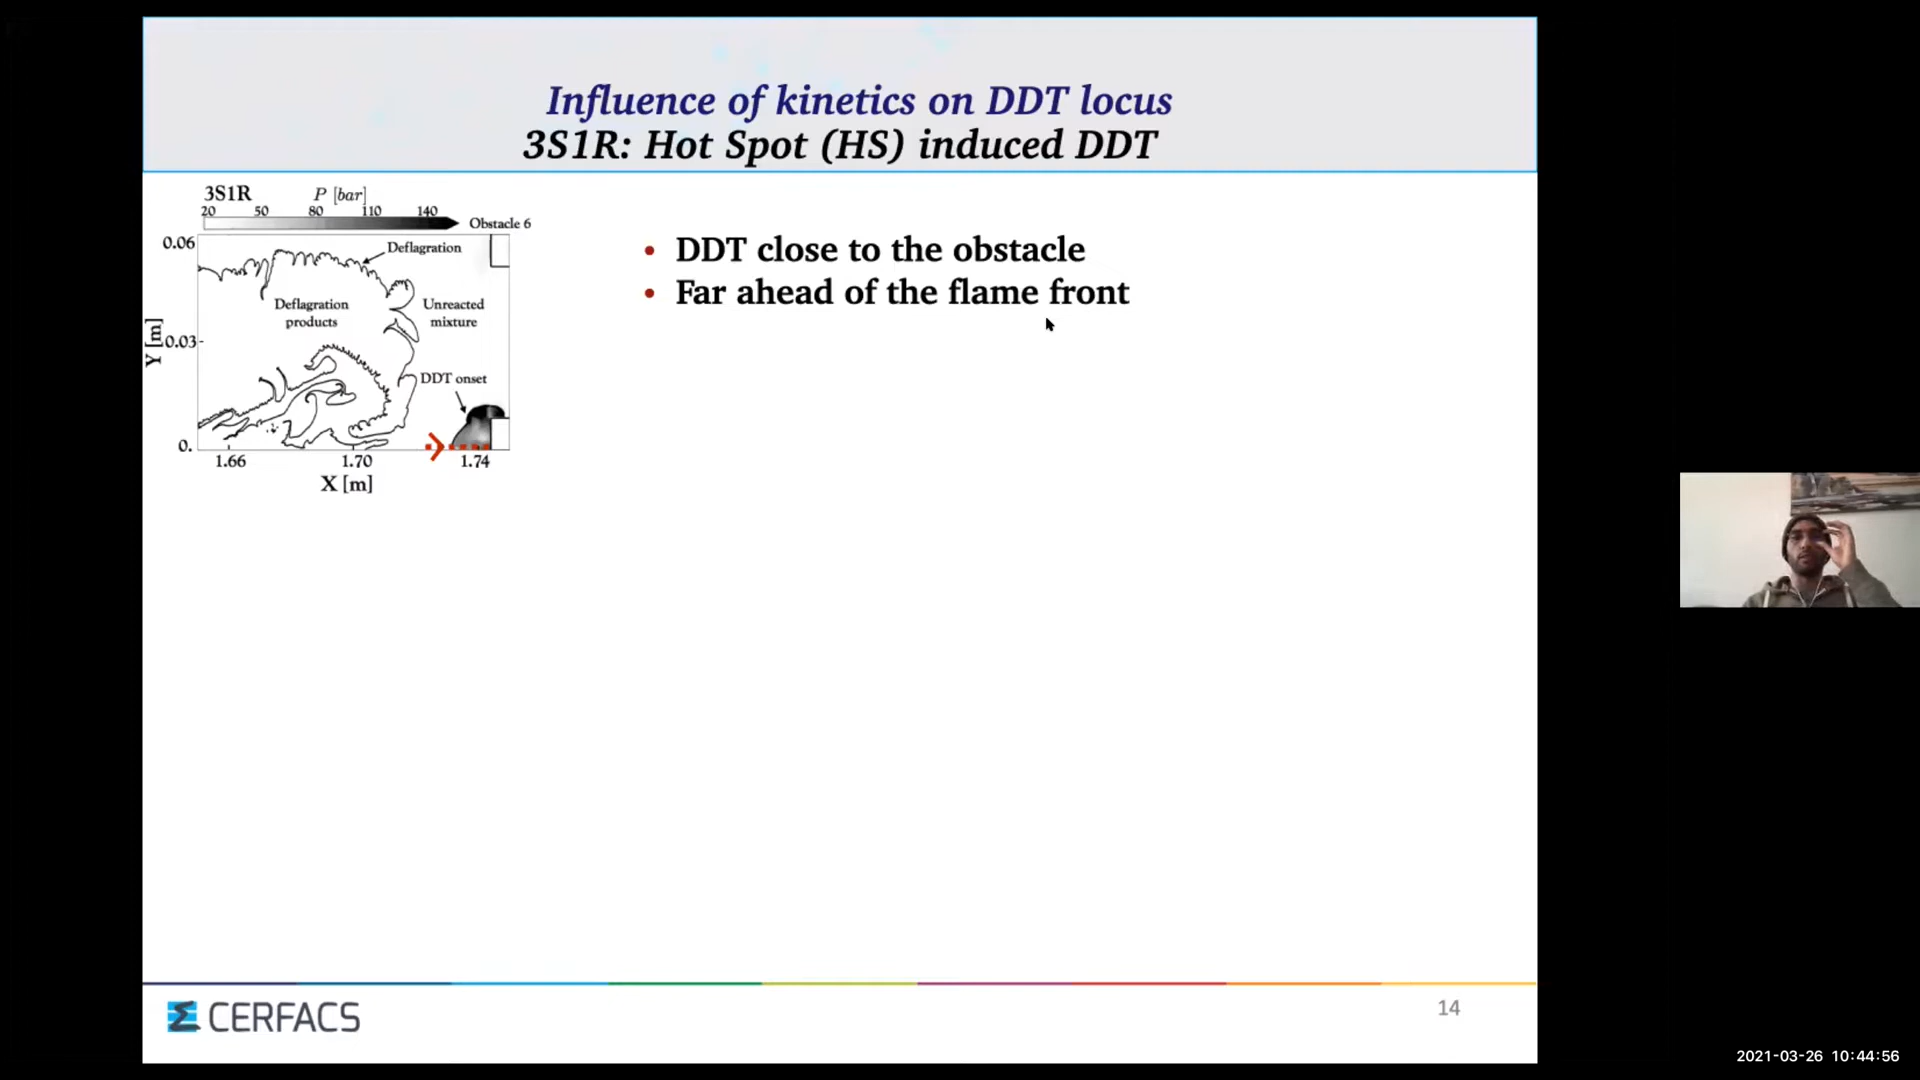 Influence of kinetics on DDT locus
3S1R: Hot Spot (HS) induced DDT
3S1R
P [bar]
20 50 80 110 140
Obstacle 6
0.06
Deflagration
Deflagration
products
Unreacted
mixture
Y [m]
0.03
DDT onset
0.
1.66 1.70 1.74
X [m]
• DDT close to the obstacle
• Far ahead of the flame front
CERFACS
14
2021-03-26 10:44:56